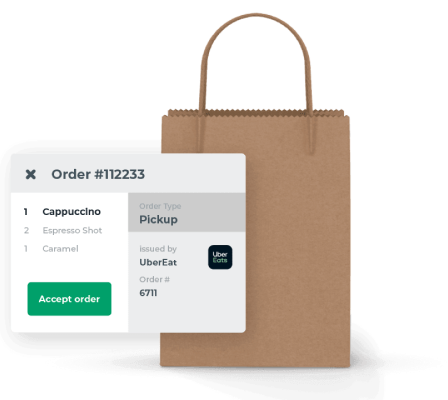 Order #112233
1 Cappuccino
2 Espresso Shot
1 Caramel
Accept order
Order Type
Pickup
issued by
UberEat
Uber
Eats
Order #
6711